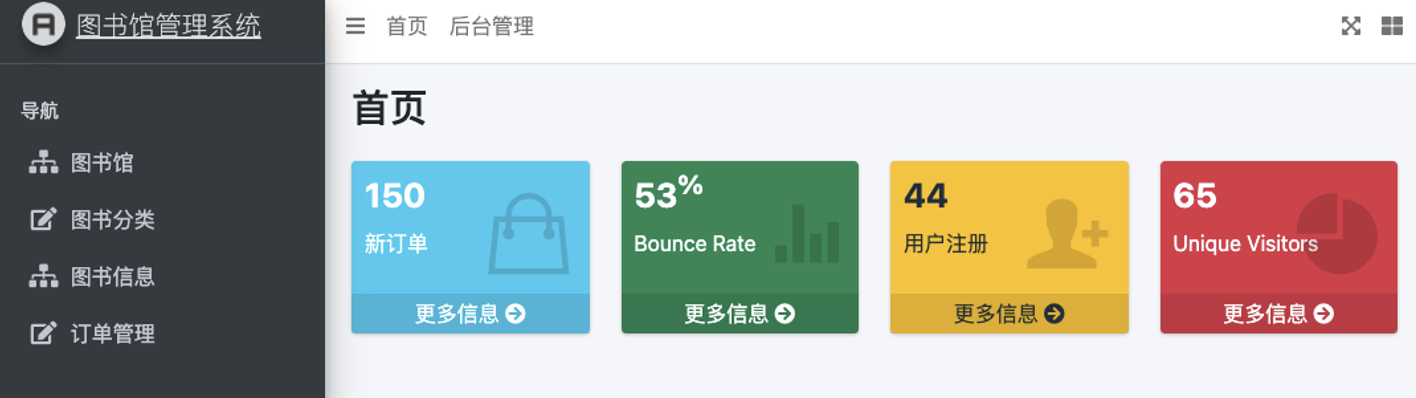 图书馆管理系统
首页 后台管理
导航
图书馆
图书分类
图书信息
订单管理
首页
150
新订单
更多信息
53%
Bounce Rate
更多信息
44
用户注册
更多信息
65
Unique Visitors
更多信息